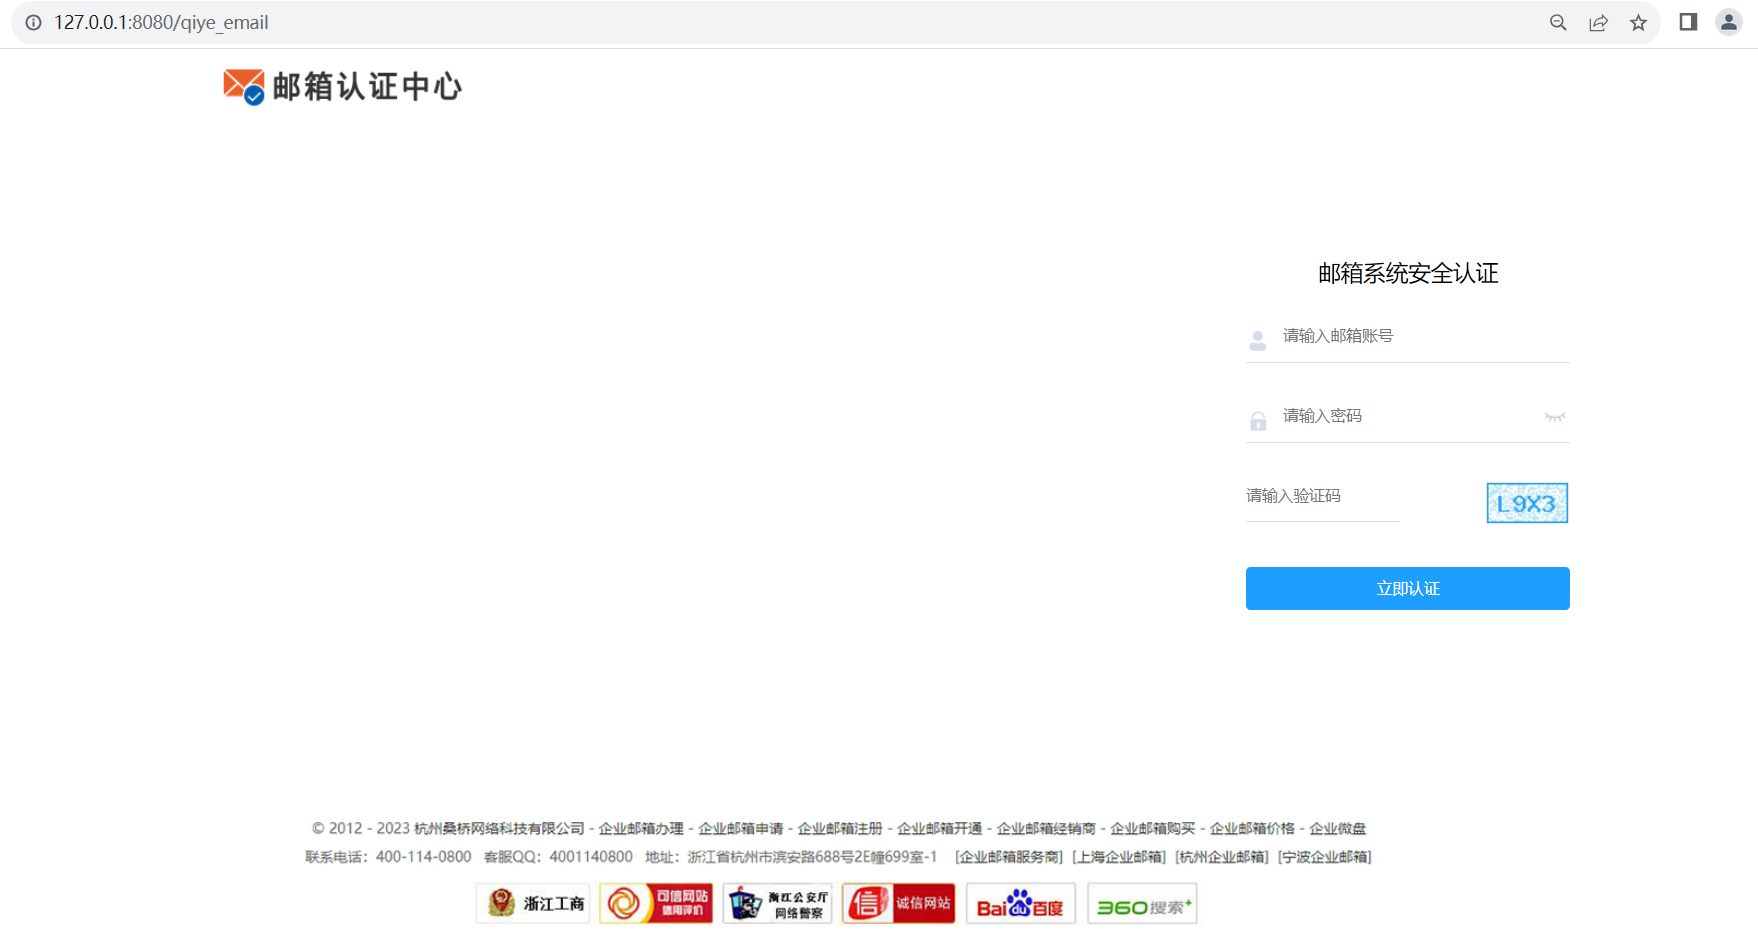 127.0.0.1:8080/qiye_email
邮箱认证中心
邮箱系统安全认证
请输入邮箱账号
请输入密码
请输入验证码
L9X3
立即认证
© 2012 - 2023 杭州桑桥网络科技有限公司 - 企业邮箱办理 - 企业邮箱申请 - 企业邮箱注册 - 企业邮箱开通 - 企业邮箱经销商 - 企业邮箱购买 - 企业邮箱价格 - 企业微盘
联系电话：400-114-0800 客服QQ：4001140800 地址：浙江省杭州市滨安路688号2E幢699室-1 [企业邮箱服务商] [上海企业邮箱] [杭州企业邮箱] [宁波企业邮箱]
浙江工商
可信网站
信用评价
浙江公安厅
网络警察
信 诚信网站
Bai du 百度
360搜索+